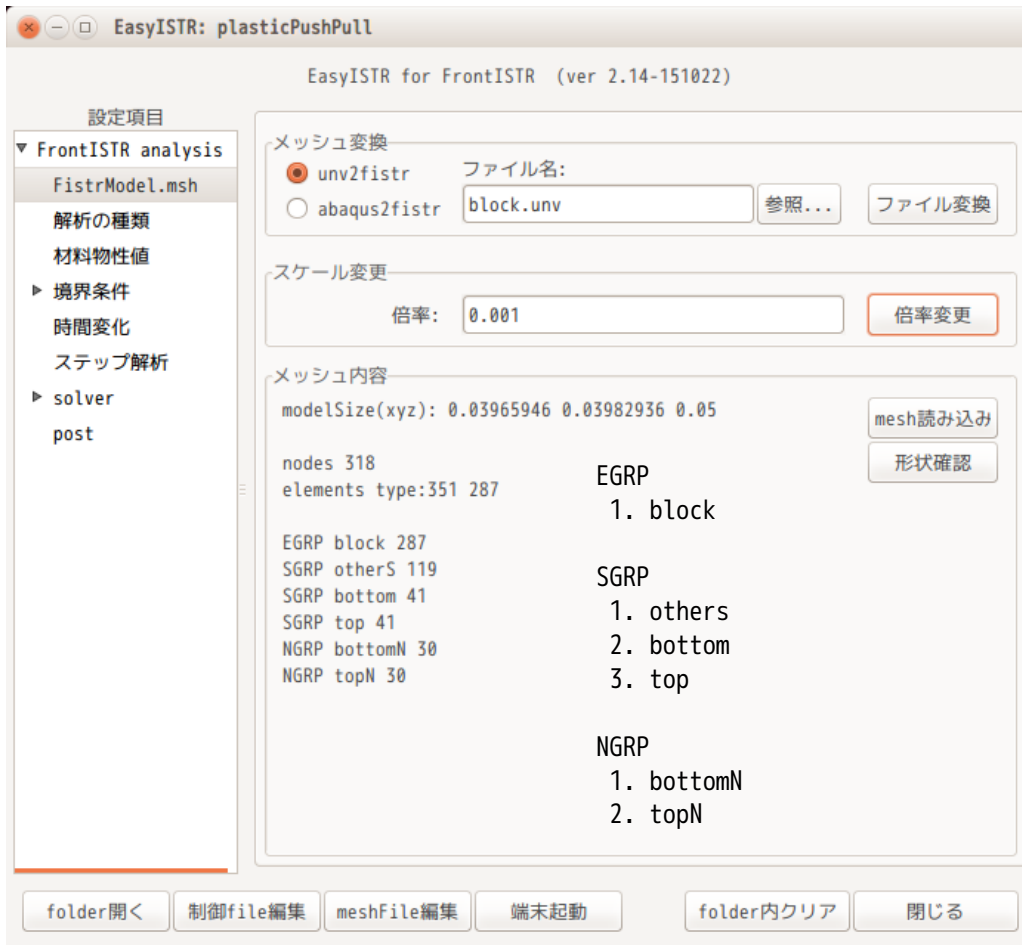 EasyISTR: plasticPushPull
EasyISTR for FrontISTR (ver 2.14-151022)
設定項目
FrontISTR analysis
FistrModel.msh
解析の種類
材料物性値
境界条件
時間変化
ステップ解析
solver
post
メッシュ変換
unv2fistr
abaqus2fistr
ファイル名:
block.unv
参照...
ファイル変換
スケール変更
倍率:
0.001
倍率変更
メッシュ内容
modelSize(xyz): 0.03965946 0.03982936 0.05
nodes 318
elements type:351 287
EGRP block 287
SGRP otherS 119
SGRP bottom 41
SGRP top 41
NGRP bottomN 30
NGRP topN 30
EGRP
1. block
SGRP
1. others
2. bottom
3. top
NGRP
1. bottomN
2. topN
mesh読み込み
形状確認
folder開く
制御file編集
meshFile編集
端末起動
folder内クリア
閉じる